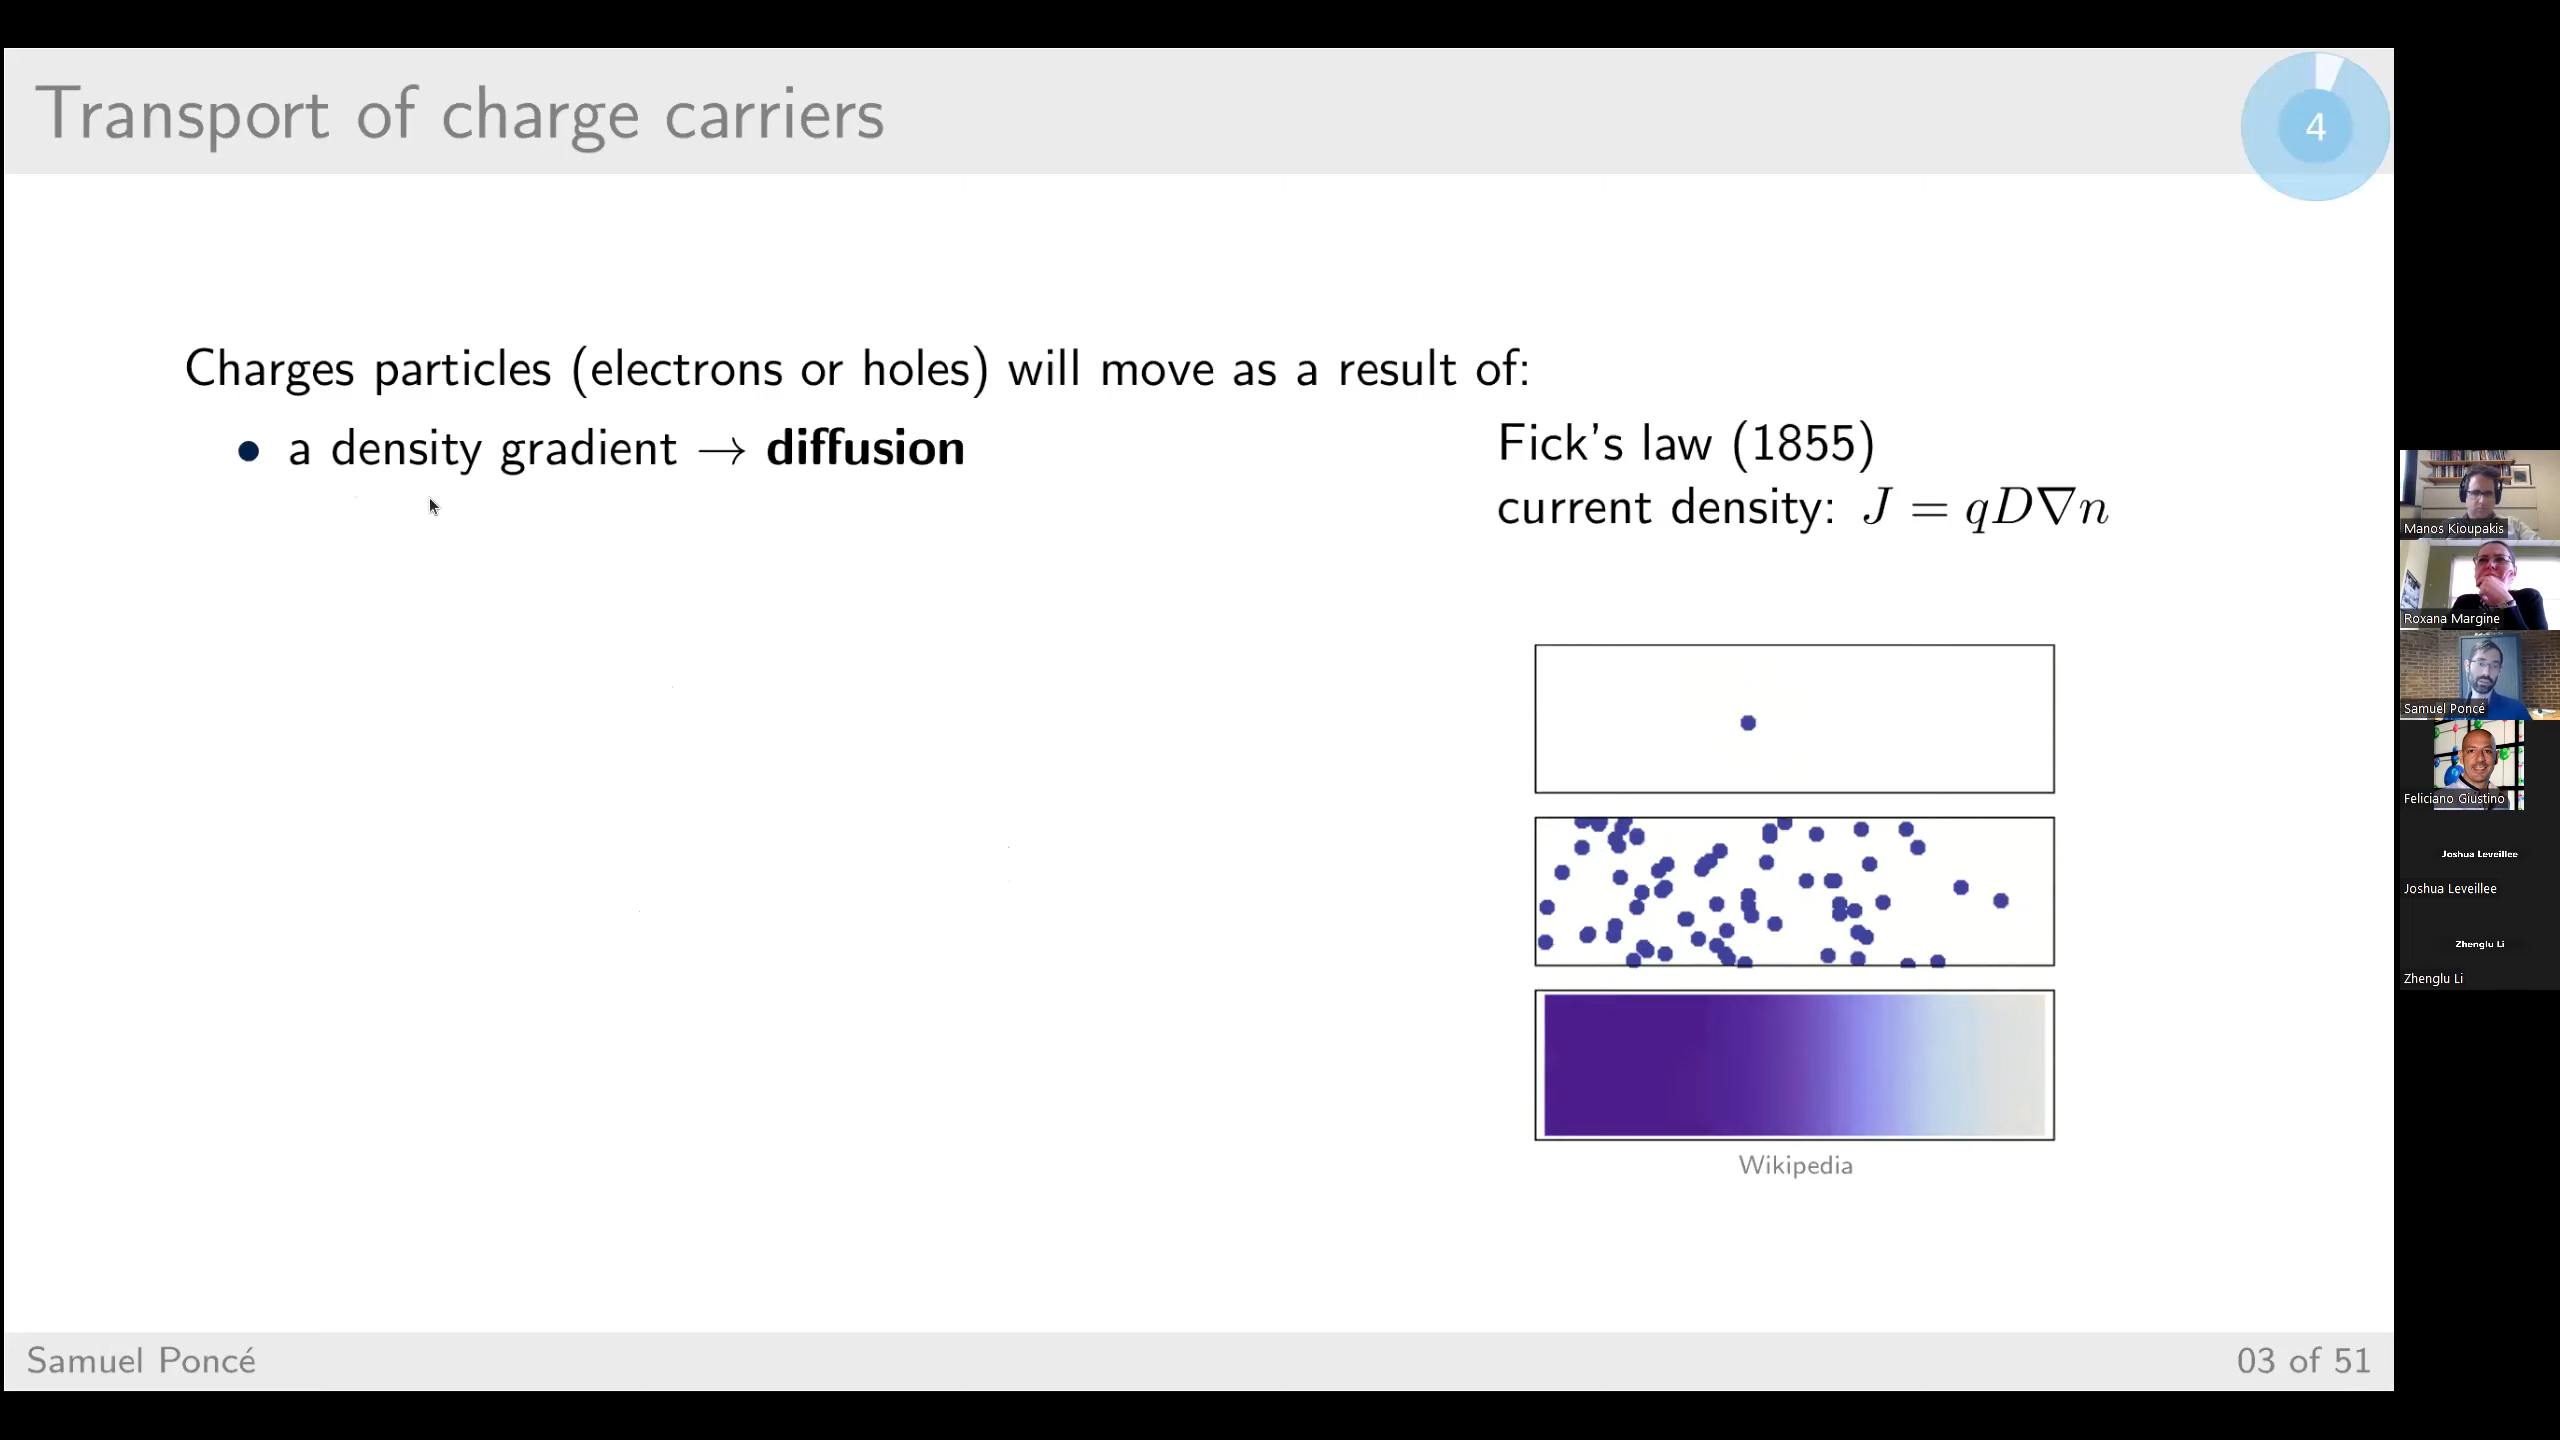 Transport of charge carriers
4
Charges particles (electrons or holes) will move as a result of:
• a density gradient → diffusion
Fick's law (1855)
current density: J = qD∇n
Wikipedia
Samuel Poncé
03 of 51
Manos Kioupakis
Roxana Margine
Samuel Poncé
Feliciano Giustino
Joshua Leveillee
Joshua Leveillee
Zhenglu Li
Zhenglu Li